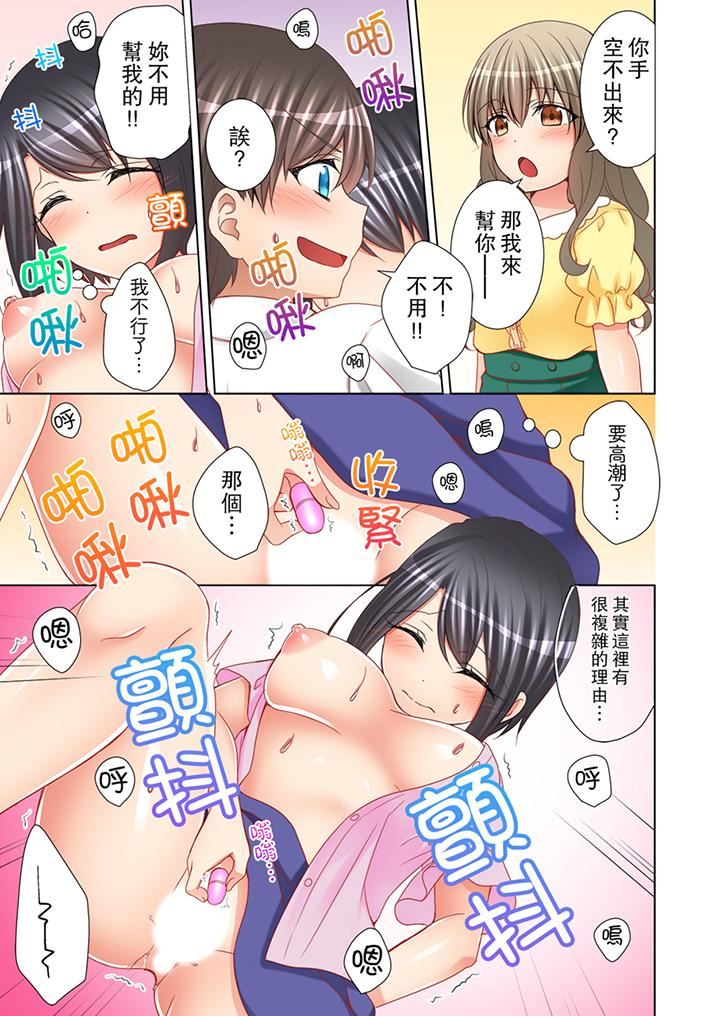 你手
空不出來?
那我來
幫你——
嗚
啪
啾
誒?
不!
不用!!
啪
啾
嗯
啊
哈
抖
抖
妳不用
幫我的!!
顫
啪
啾
我不行了…
要高潮了…
嗚
嗯
嗡
嗡…
收
緊
那個…
啪
啾
啪
啾
呼
其實這裡有
很複雜的理由…
嗯
顫
抖
呼
呼
顫
抖
嗡
嗡…
嗯
嗚